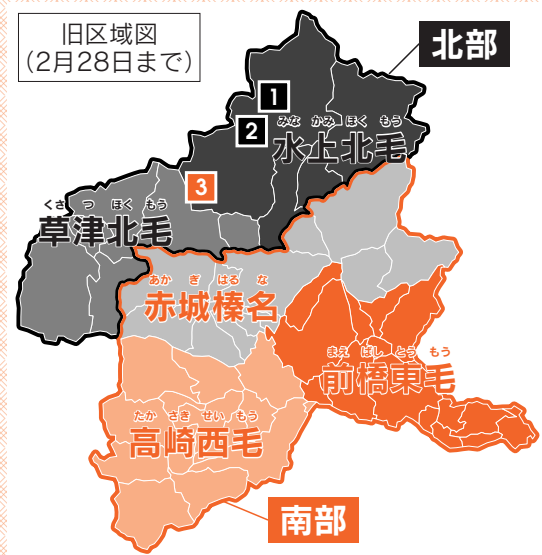 旧区域図
（2月28日まで）
北部
1
2
みなかみほくもう
水上北毛
3
くさつほくもう
草津北毛
あかぎはるな
赤城榛名
まえばしとうもう
前橋東毛
たかさきせいもう
高崎西毛
南部